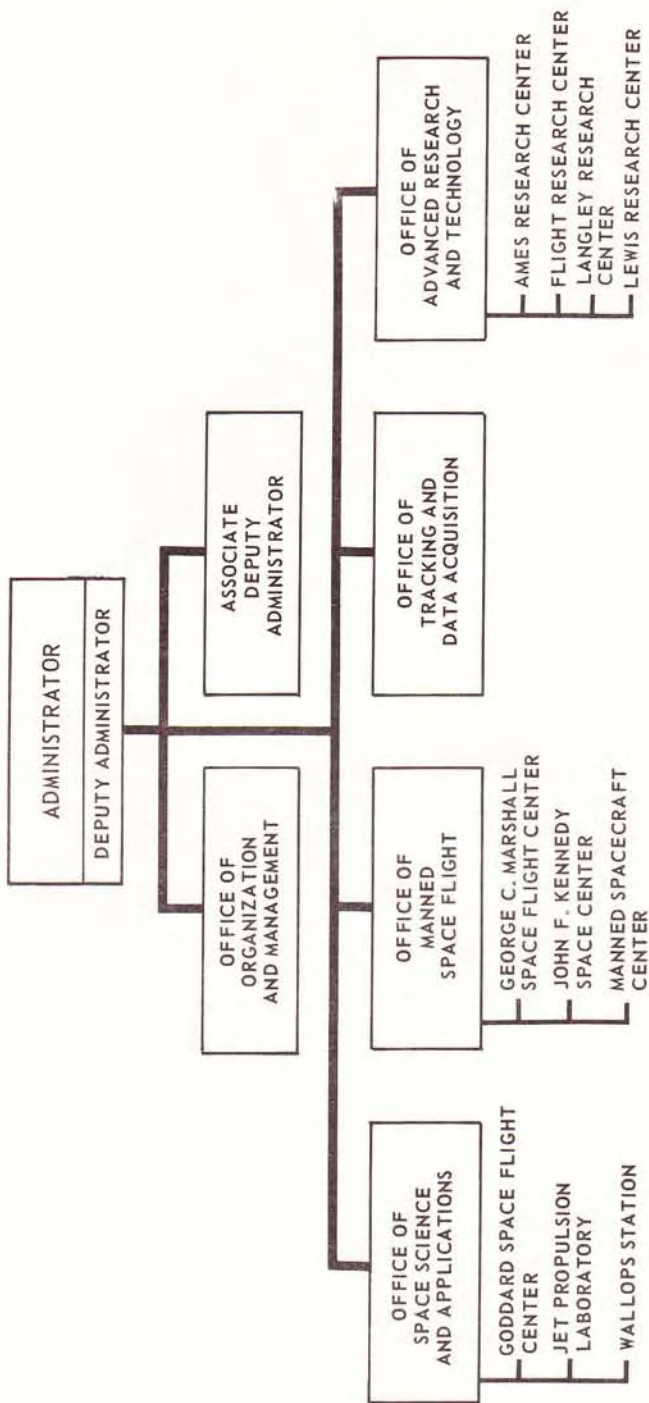 ADMINISTRATOR
DEPUTY ADMINISTRATOR
OFFICE OF
ORGANIZATION
AND MANAGEMENT
ASSOCIATE
DEPUTY
ADMINISTRATOR
OFFICE OF
SPACE SCIENCE
AND APPLICATIONS
GODDARD SPACE FLIGHT
CENTER
JET PROPULSION
LABORATORY
WALLOPS STATION
OFFICE OF
MANNED
SPACE FLIGHT
GEORGE C. MARSHALL
SPACE FLIGHT CENTER
JOHN F. KENNEDY
SPACE CENTER
MANNED SPACECRAFT
CENTER
OFFICE OF
TRACKING AND
DATA ACQUISITION
OFFICE OF
ADVANCED RESEARCH
AND TECHNOLOGY
AMES RESEARCH CENTER
FLIGHT RESEARCH CENTER
LANGLEY RESEARCH
CENTER
LEWIS RESEARCH CENTER